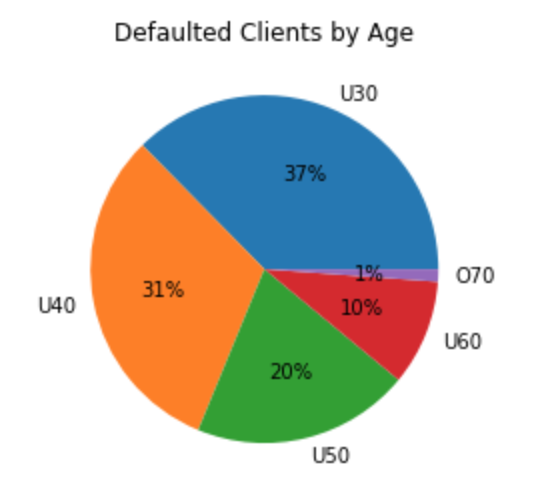 Defaulted Clients by Age
U30
37%
1%
O70
31%
U40
10%
U60
20%
U50